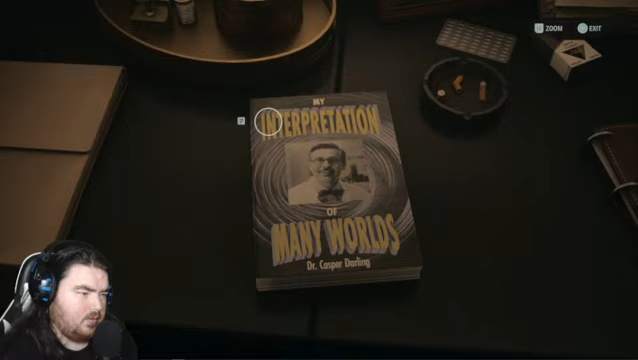 ZOOM
EXIT
MY
INTERPRETATION
OF
MANY WORLDS
Dr. Casper Darling